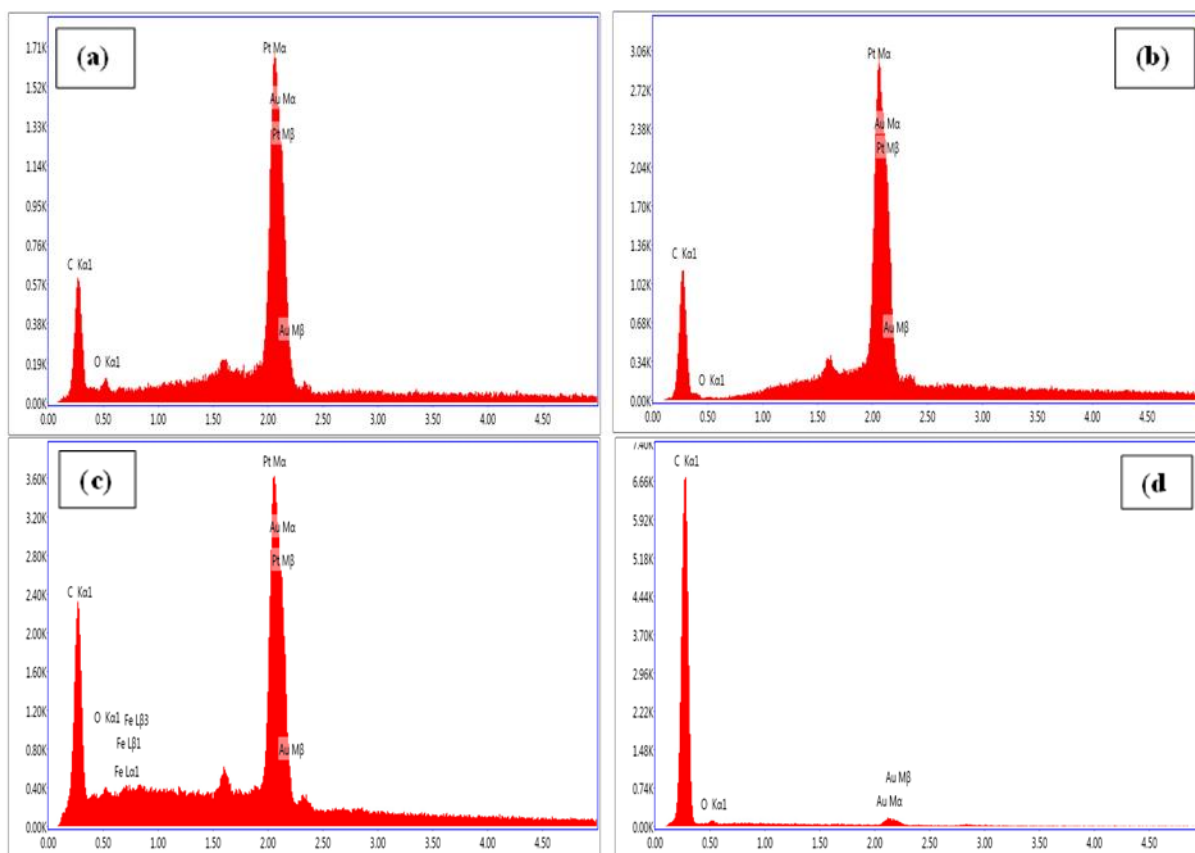 (a)
1.71K
1.52K
1.33K
1.14K
0.95K
0.76K
0.57K
0.38K
0.19K
0.00K
C Kα1
O Kα1
Pt Mα
Au Mα
Pt Mβ
Au Mβ
0.00 0.50 1.00 1.50 2.00 2.50 3.00 3.50 4.00 4.50
(b)
3.06K
2.72K
2.38K
2.04K
1.70K
1.36K
1.02K
0.68K
0.34K
0.00K
C Kα1
O Kα1
Pt Mα
Au Mα
Pt Mβ
Au Mβ
0.00 0.50 1.00 1.50 2.00 2.50 3.00 3.50 4.00 4.50
(c)
3.60K
3.20K
2.80K
2.40K
2.00K
1.60K
1.20K
0.80K
0.40K
0.00K
C Kα1
O Kα1 Fe Lβ3
Fe Lβ1
Fe Lα1
Pt Mα
Au Mα
Pt Mβ
Au Mβ
0.00 0.50 1.00 1.50 2.00 2.50 3.00 3.50 4.00 4.50
(d
7.40K
6.66K
5.92K
5.18K
4.44K
3.70K
2.96K
2.22K
1.48K
0.74K
0.00K
C Kα1
O Kα1
Au Mβ
Au Mα
0.00 0.50 1.00 1.50 2.00 2.50 3.00 3.50 4.00 4.50